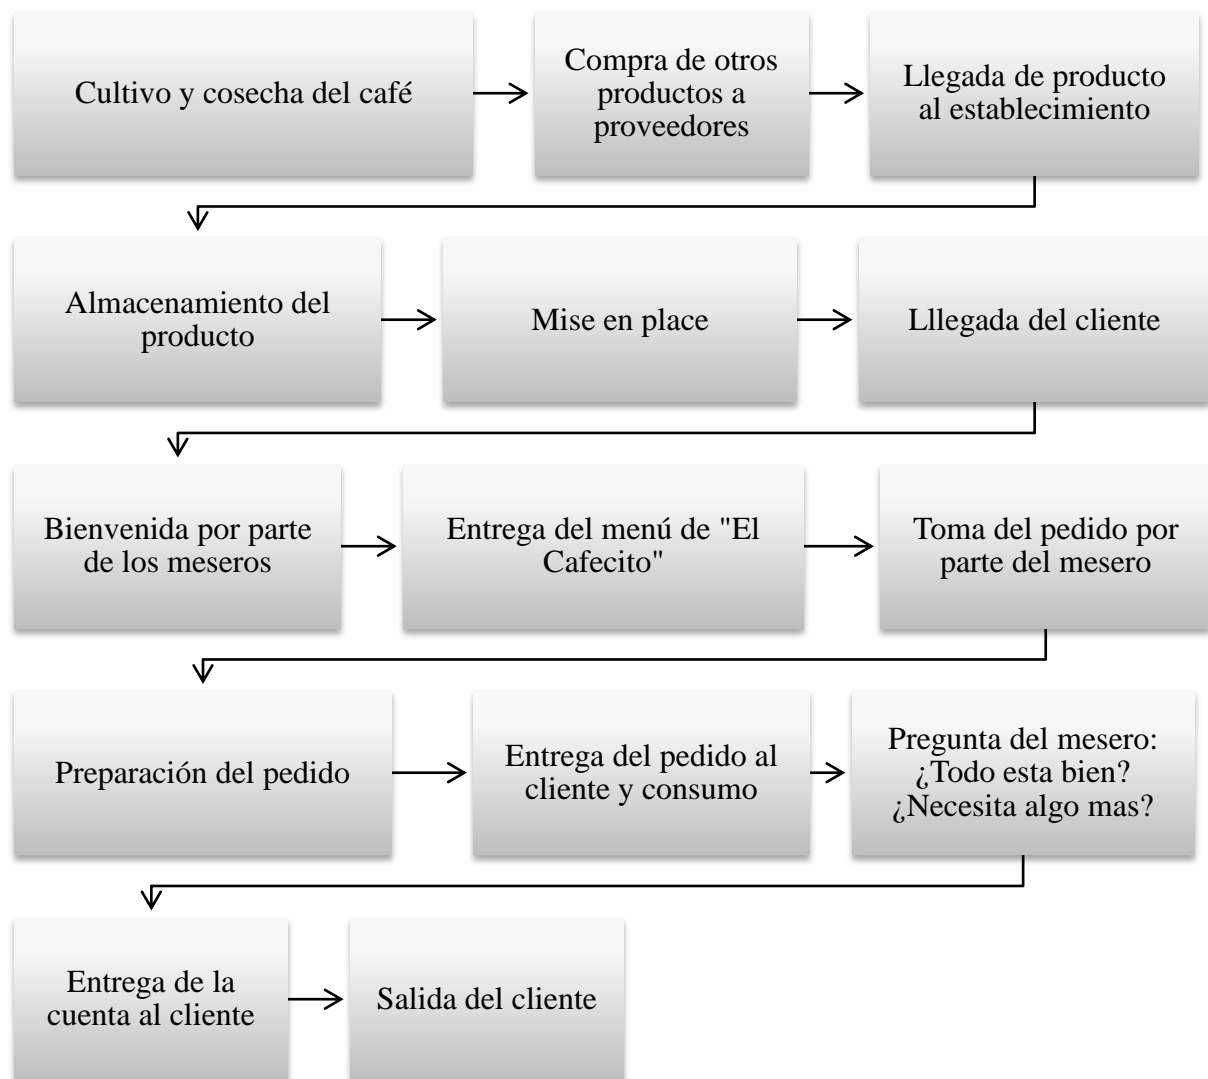 Cultivo y cosecha del café
Compra de otros
productos a
proveedores
Llegada de producto
al establecimiento
Almacenamiento del
producto
Mise en place
Lllegada del cliente
Bienvenida por parte
de los meseros
Entrega del menú de "El
Cafecito"
Toma del pedido por
parte del mesero
Preparación del pedido
Entrega del pedido al
cliente y consumo
Pregunta del mesero:
¿Todo esta bien?
¿Necesita algo mas?
Entrega de la
cuenta al cliente
Salida del cliente